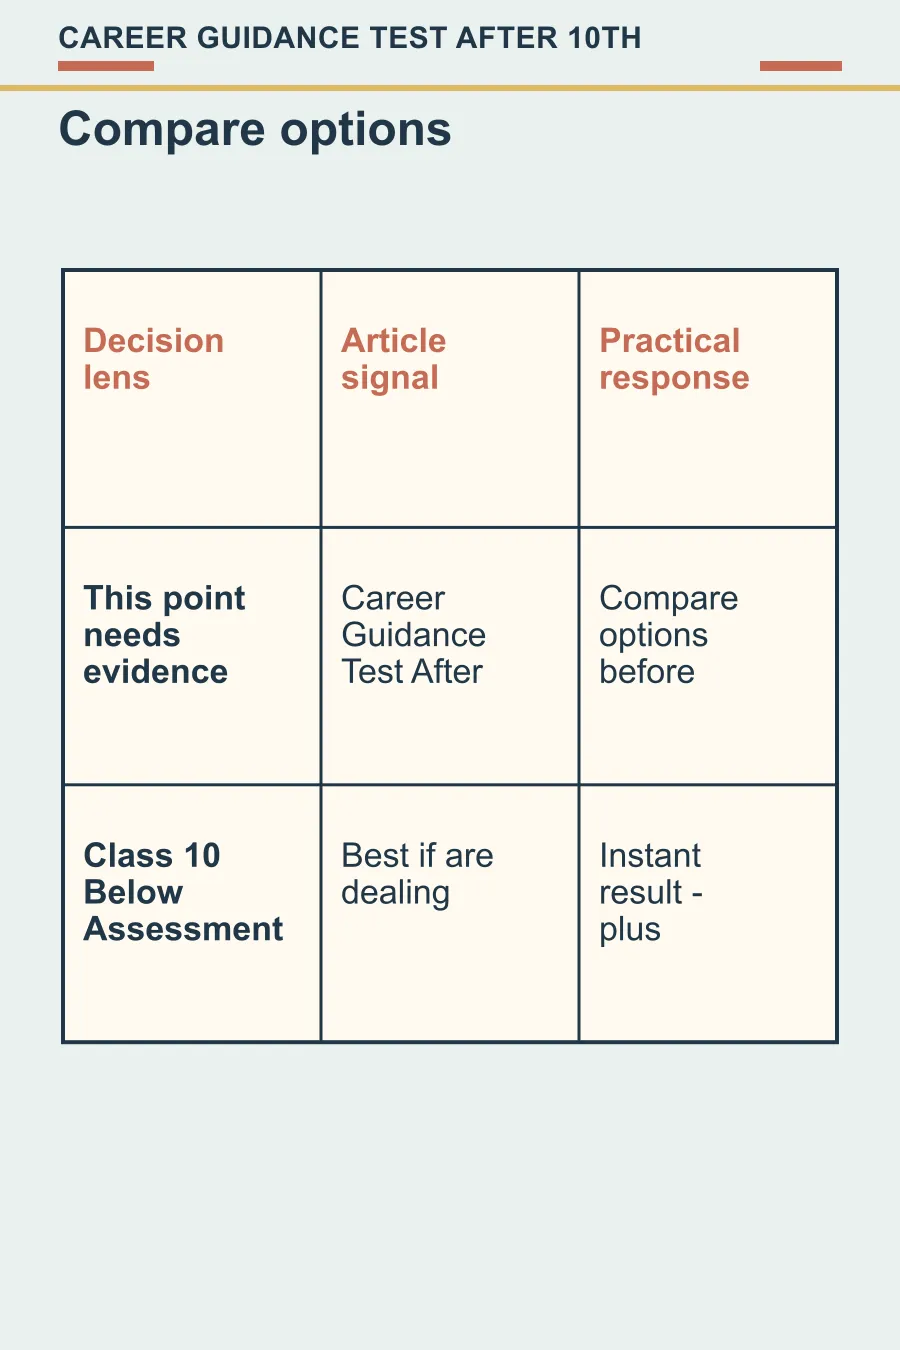 CAREER GUIDANCE TEST AFTER 10TH
Compare options
Decision
lens
Article
signal
Practical
response
This point
needs
evidence
Career
Guidance
Test After
Compare
options
before
Class 10
Below
Assessment
Best if are
dealing
Instant
result -
plus